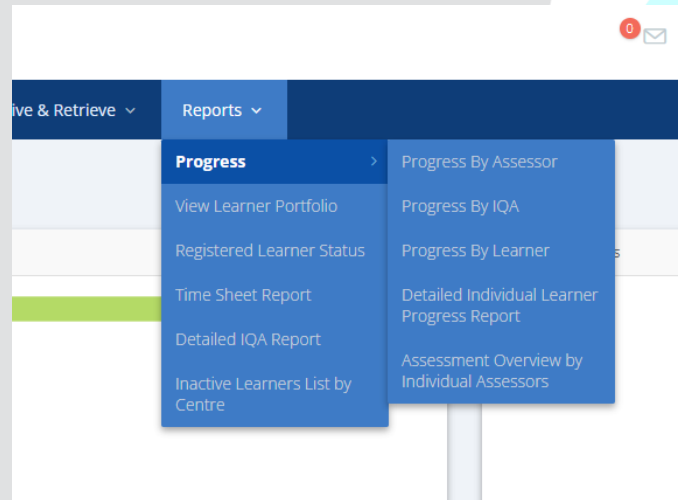 0
ive & Retrieve
Reports
Progress
View Learner Portfolio
Registered Learner Status
Time Sheet Report
Detailed IQA Report
Inactive Learners List by
Centre
Progress By Assessor
Progress By IQA
Progress By Learner
Detailed Individual Learner
Progress Report
Assessment Overview by
Individual Assessors
s